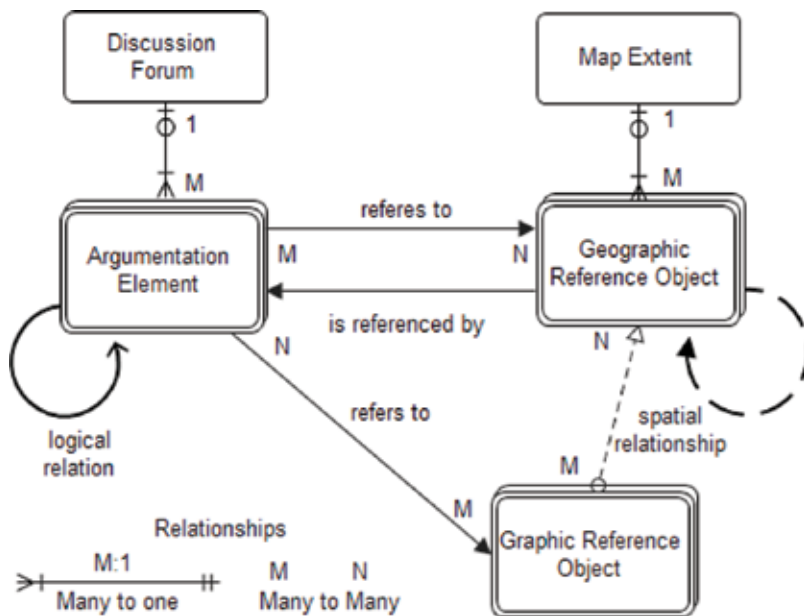 Discussion
Forum
Map Extent
1
1
M
M
Argumentation
Element
referes to
M
N
Geographic
Reference Object
is referenced by
N
N
refers to
logical
relation
spatial
relationship
M
M
Graphic Reference
Object
Relationships
M:1
Many to one
M N
Many to Many